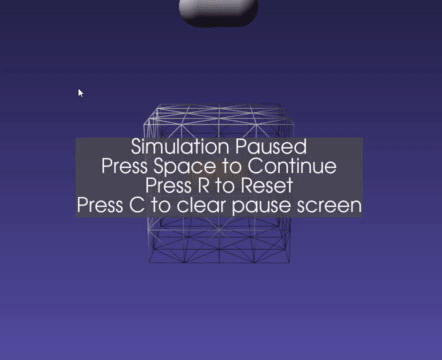 Simulation Paused
Press Space to Continue
Press R to Reset
Press C to clear pause screen